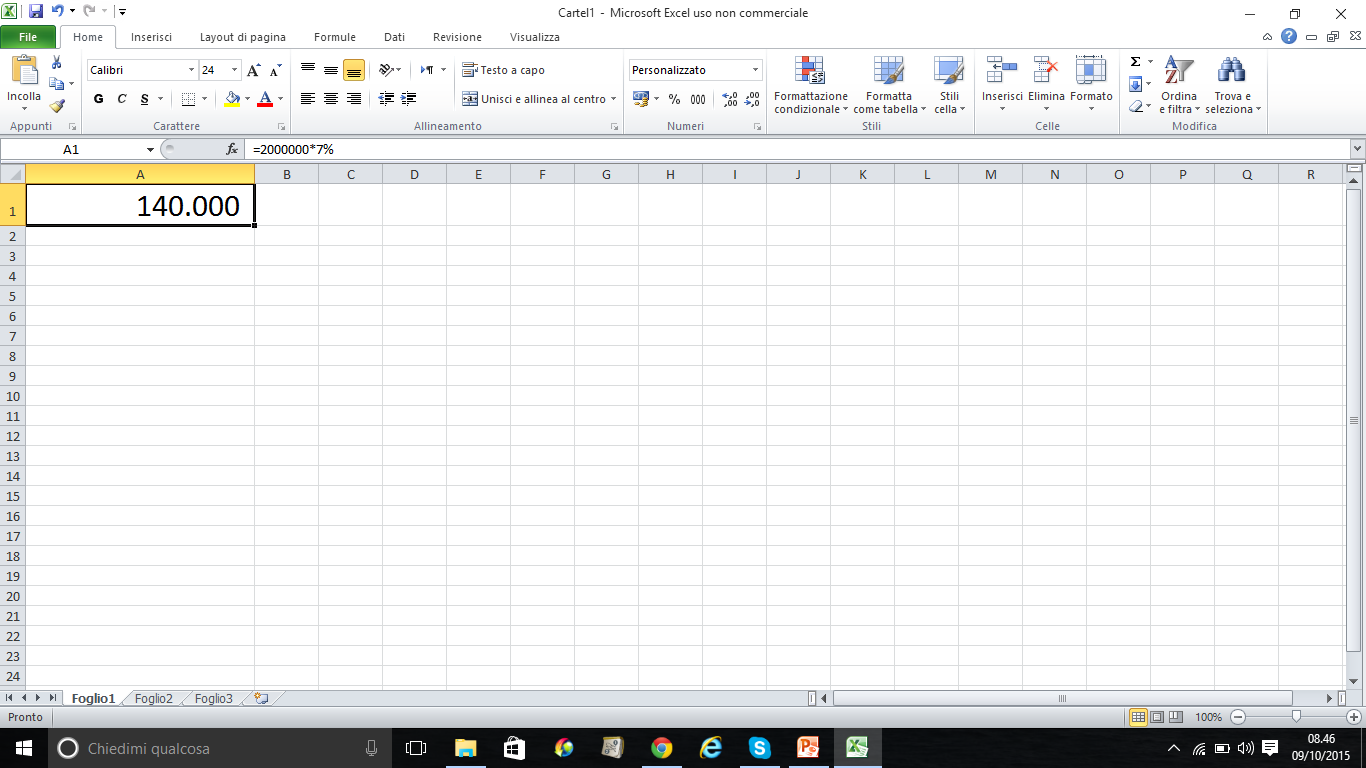 Cartel1 - Microsoft Excel uso non commerciale
File Home Inserisci Layout di pagina Formule Dati Revisione Visualizza
Incolla
Calibri 24
G C S
Testo a capo
Unisci e allinea al centro
Personalizzato
% 000
Formattazione condizionale
Formatta come tabella
Stili cella
Inserisci Elimina Formato
Σ
Ordina e filtra
Trova e seleziona
Appunti Carattere Allineamento Numeri Stili Celle Modifica
A1 fx =2000000*7%
A B C D E F G H I J K L M N O P Q R
1 140.000
2
3
4
5
6
7
8
9
10
11
12
13
14
15
16
17
18
19
20
21
22
23
24
Foglio1 Foglio2 Foglio3
Pronto 100%
Chiedimi qualcosa
08.46
09/10/2015